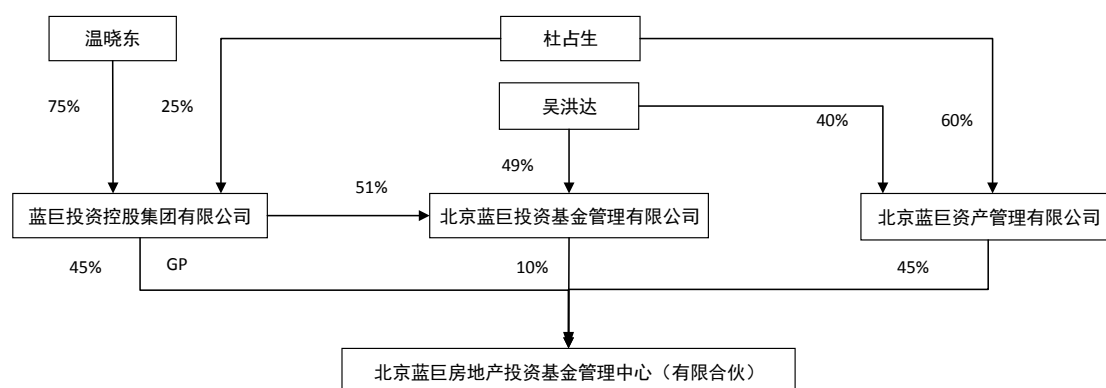 温晓东
杜占生
75%
25%
吴洪达
40%
60%
49%
51%
蓝巨投资控股集团有限公司
北京蓝巨投资基金管理有限公司
北京蓝巨资产管理有限公司
45%
GP
10%
45%
北京蓝巨房地产投资基金管理中心（有限合伙）